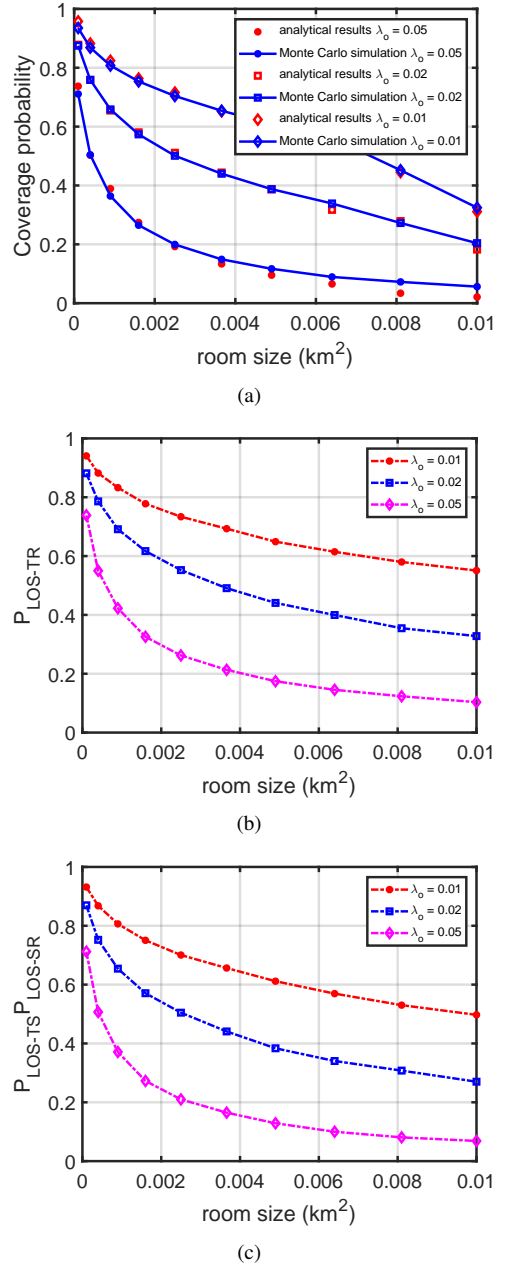 Coverage probability
1
0.8
0.6
0.4
0.2
0
analytical results λo = 0.05
Monte Carlo simulation λo = 0.05
analytical results λo = 0.02
Monte Carlo simulation λo = 0.02
analytical results λo = 0.01
Monte Carlo simulation λo = 0.01
0 0.002 0.004 0.006 0.008 0.01
room size (km²)
(a)
P_LOS-TR
1
0.8
0.6
0.4
0.2
0
λo = 0.01
λo = 0.02
λo = 0.05
0 0.002 0.004 0.006 0.008 0.01
room size (km²)
(b)
P_LOS-TS P_LOS-SR
1
0.8
0.6
0.4
0.2
0
λo = 0.01
λo = 0.02
λo = 0.05
0 0.002 0.004 0.006 0.008 0.01
room size (km²)
(c)